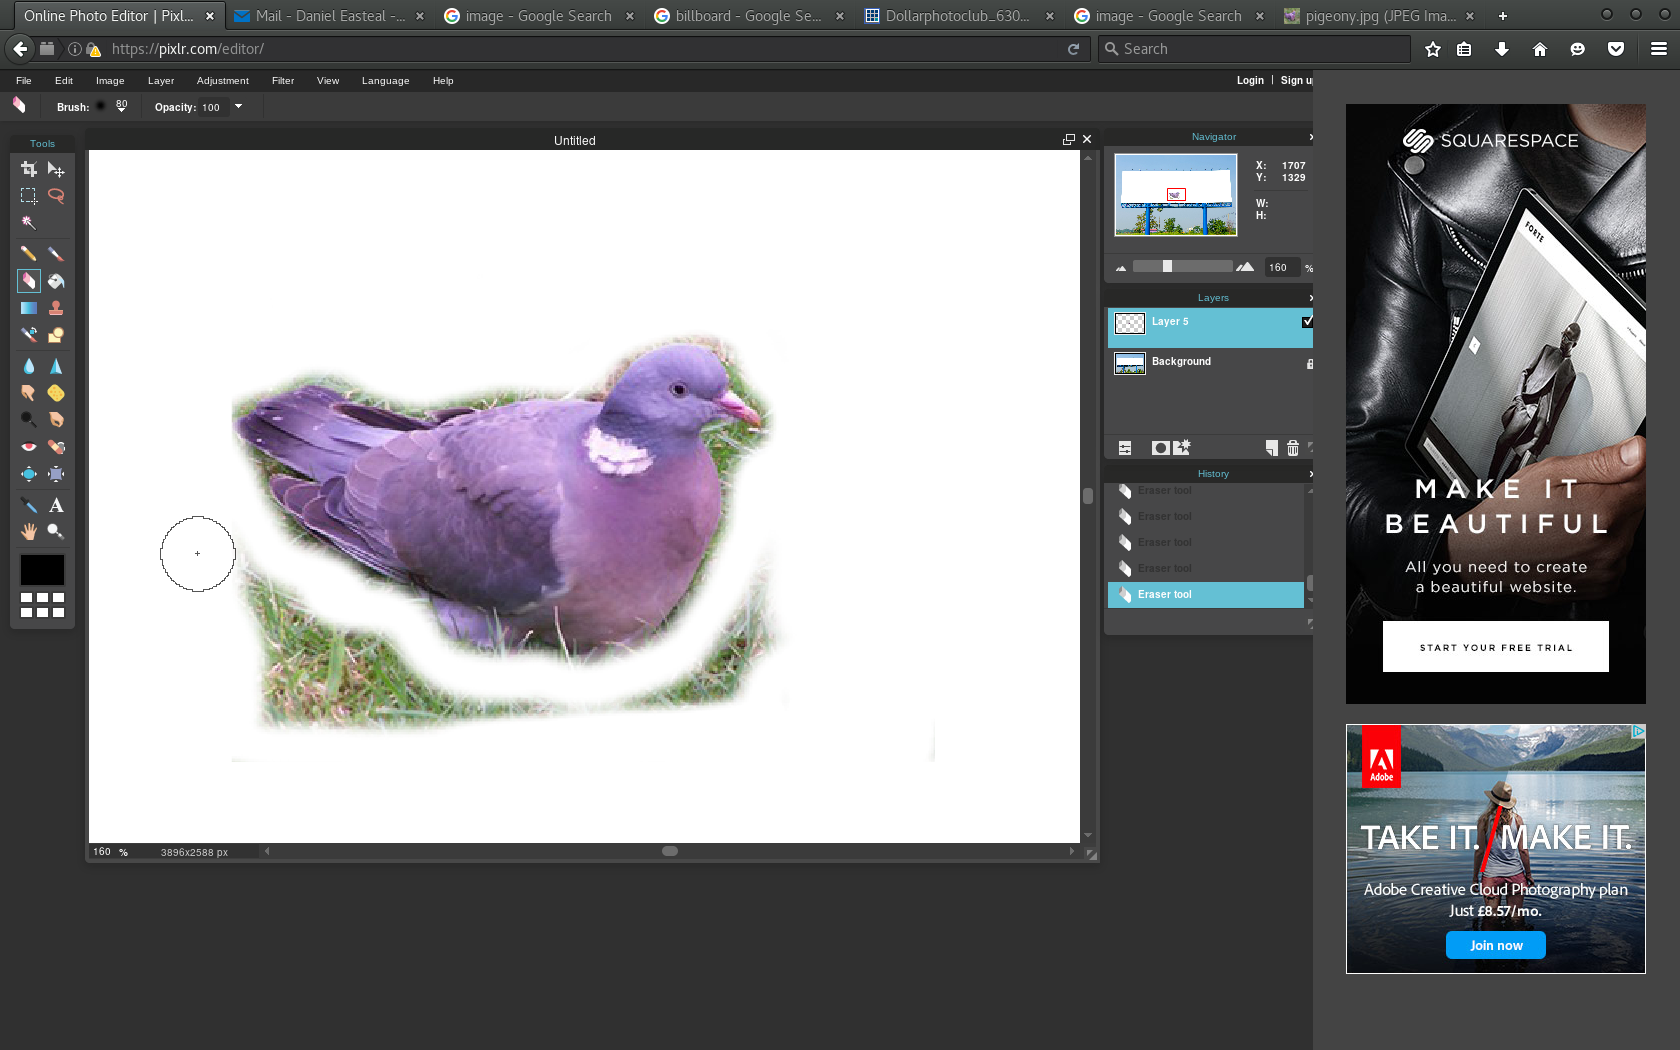 Online Photo Editor | Pixlr...
Mail - Daniel Easteal -...
image - Google Search
billboard - Google Se...
Dollarphotoclub_630...
image - Google Search
pigeony.jpg (JPEG Ima...
https://pixlr.com/editor/
Search
File Edit Image Layer Adjustment Filter View Language Help
Login | Sign u
Brush: 80 Opacity: 100
Tools
Untitled
Navigator
X: 1707
Y: 1329
W:
H:
160 %
Layers
Layer 5
Background
History
Eraser tool
Eraser tool
Eraser tool
Eraser tool
Eraser tool
160 % 3896x2588 px
SQUARESPACE
FORTE
MAKE IT
BEAUTIFUL
All you need to create
a beautiful website.
START YOUR FREE TRIAL
Adobe
TAKE IT. MAKE IT.
Adobe Creative Cloud Photography plan
Just £8.57/mo.
Join now